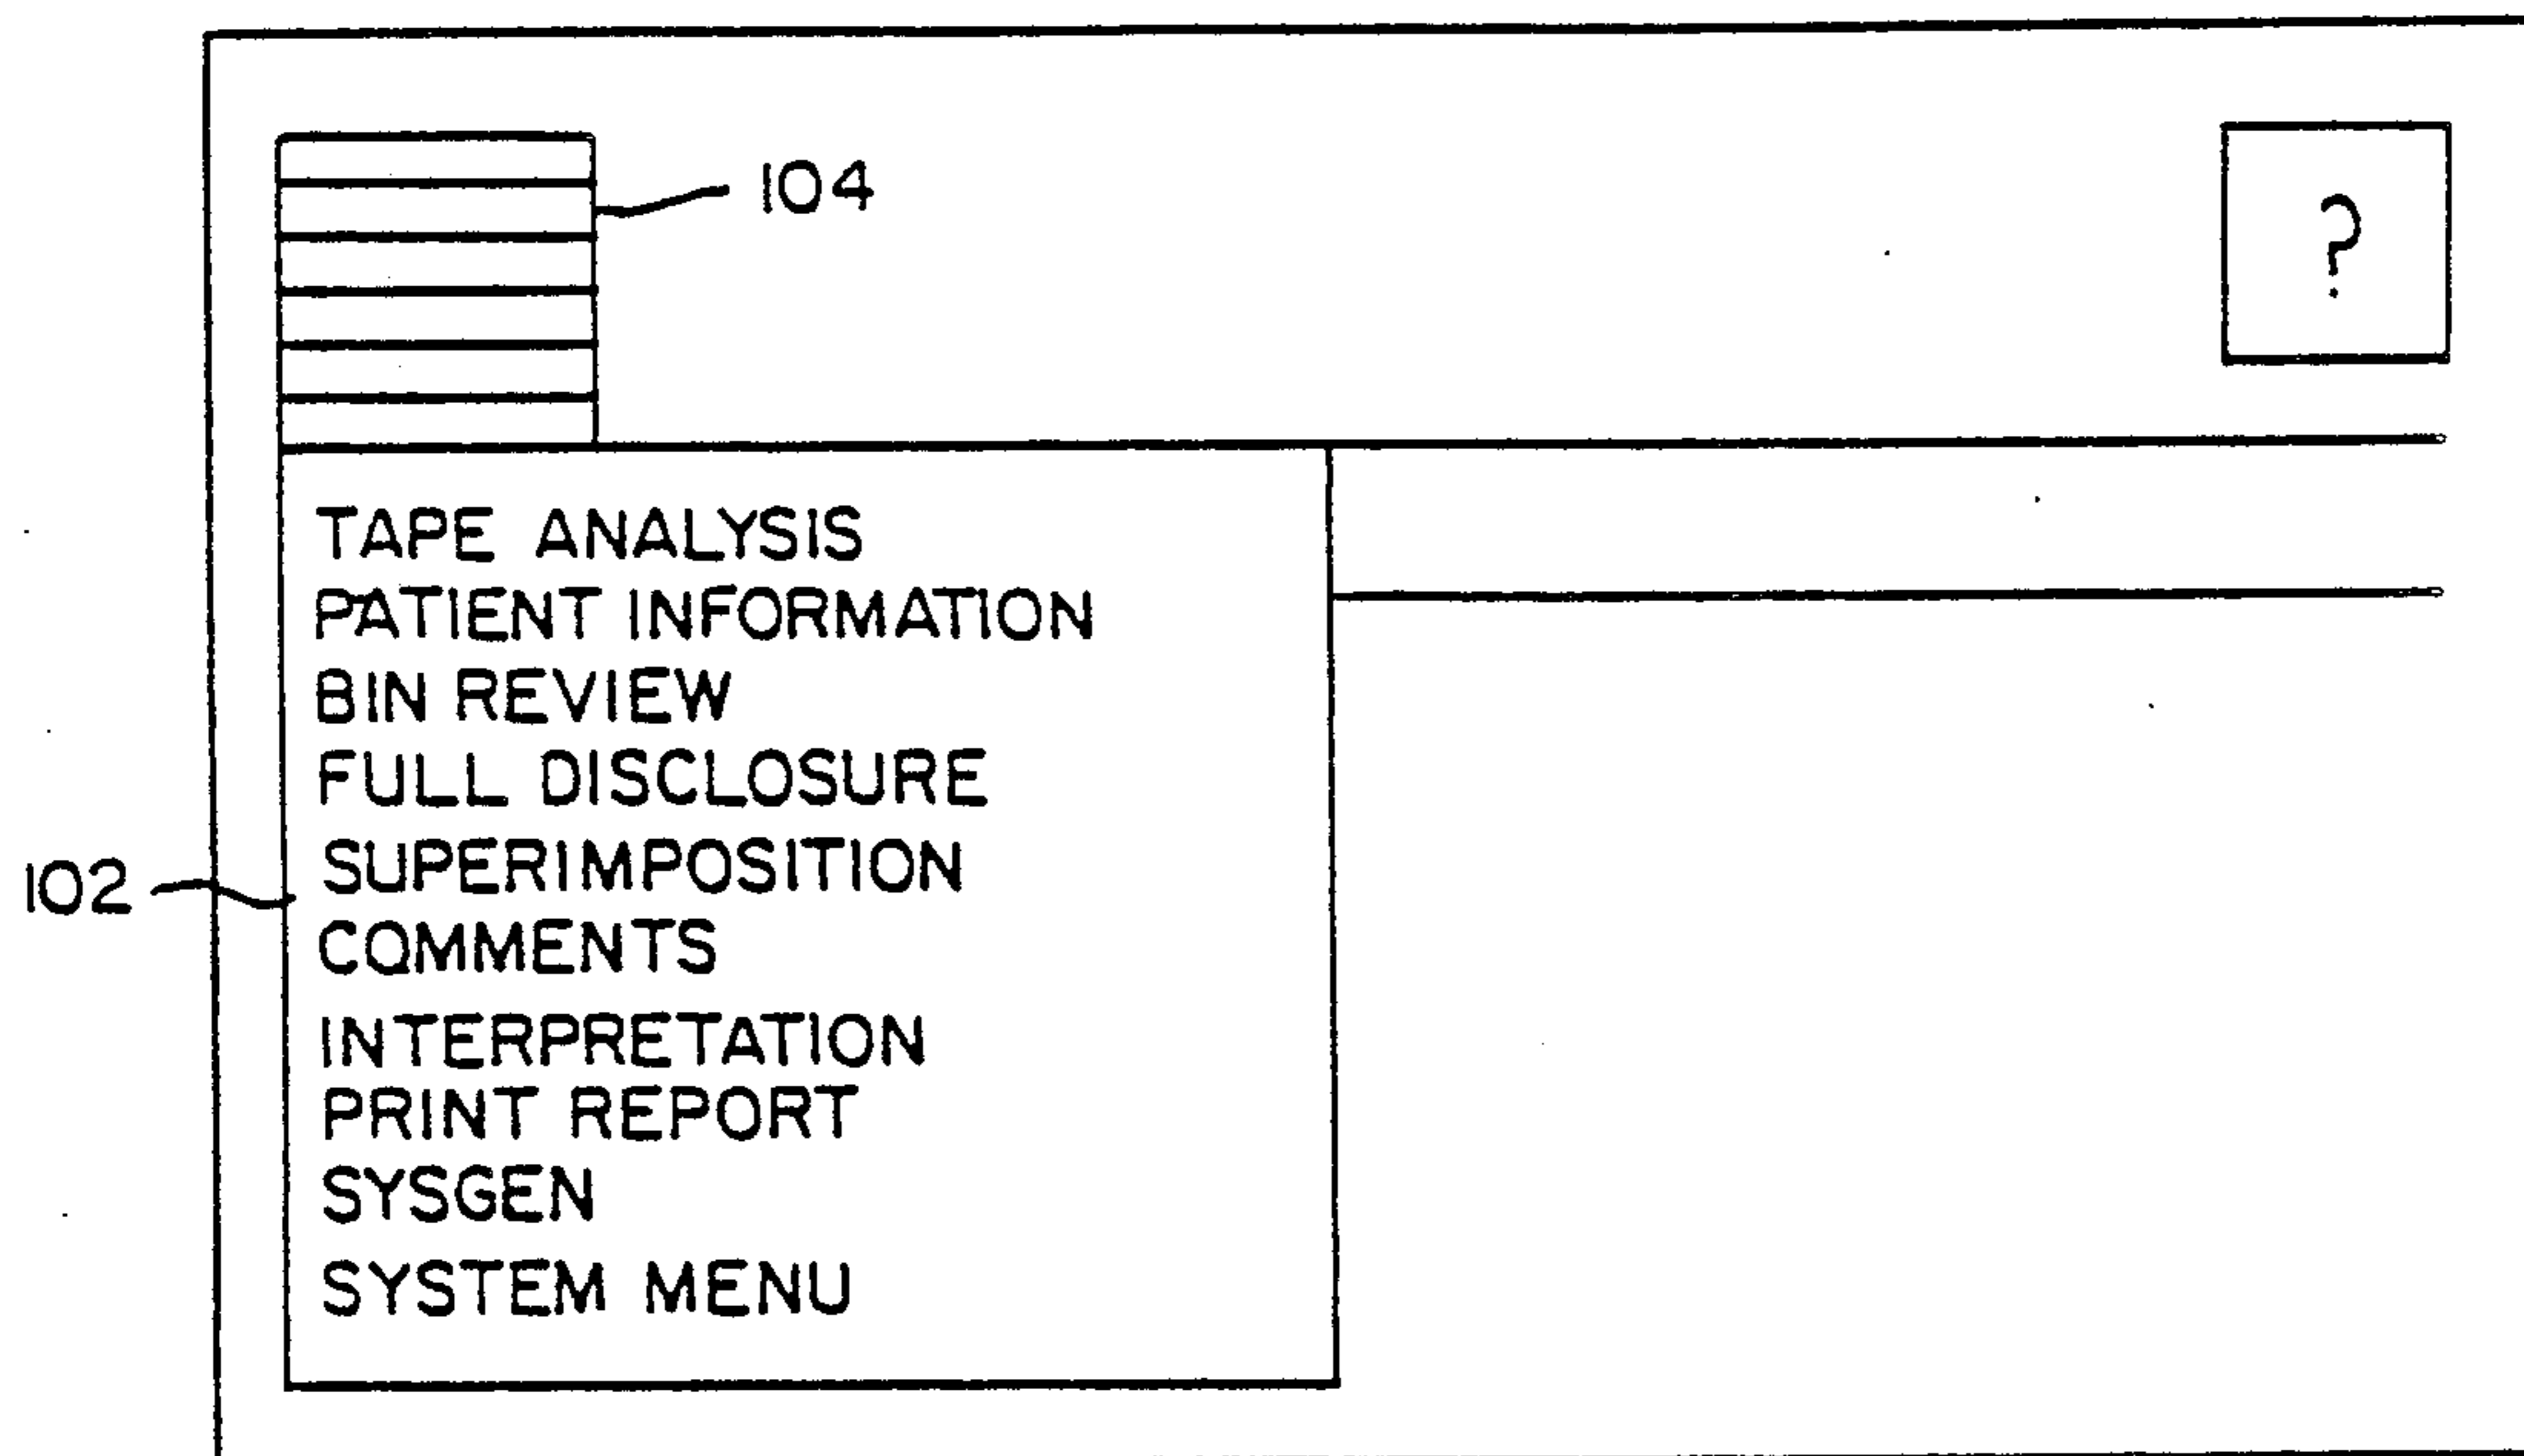 104
?
TAPE ANALYSIS
PATIENT INFORMATION
BIN REVIEW
FULL DISCLOSURE
SUPERIMPOSITION
102
COMMENTS
INTERPRETATION
PRINT REPORT
SYSGEN
SYSTEM MENU